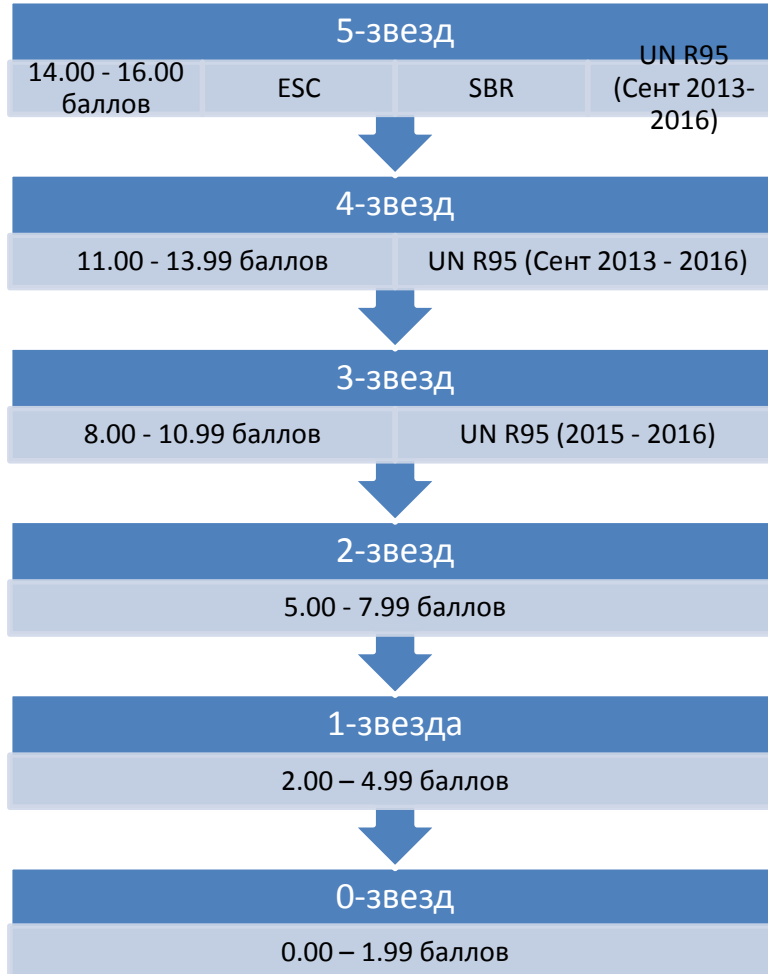 5-звезд
14.00 - 16.00
баллов
ESC
SBR
UN R95
(Сент 2013-
2016)
4-звезд
11.00 - 13.99 баллов
UN R95 (Сент 2013 - 2016)
3-звезд
8.00 - 10.99 баллов
UN R95 (2015 - 2016)
2-звезд
5.00 - 7.99 баллов
1-звезда
2.00 – 4.99 баллов
0-звезд
0.00 – 1.99 баллов